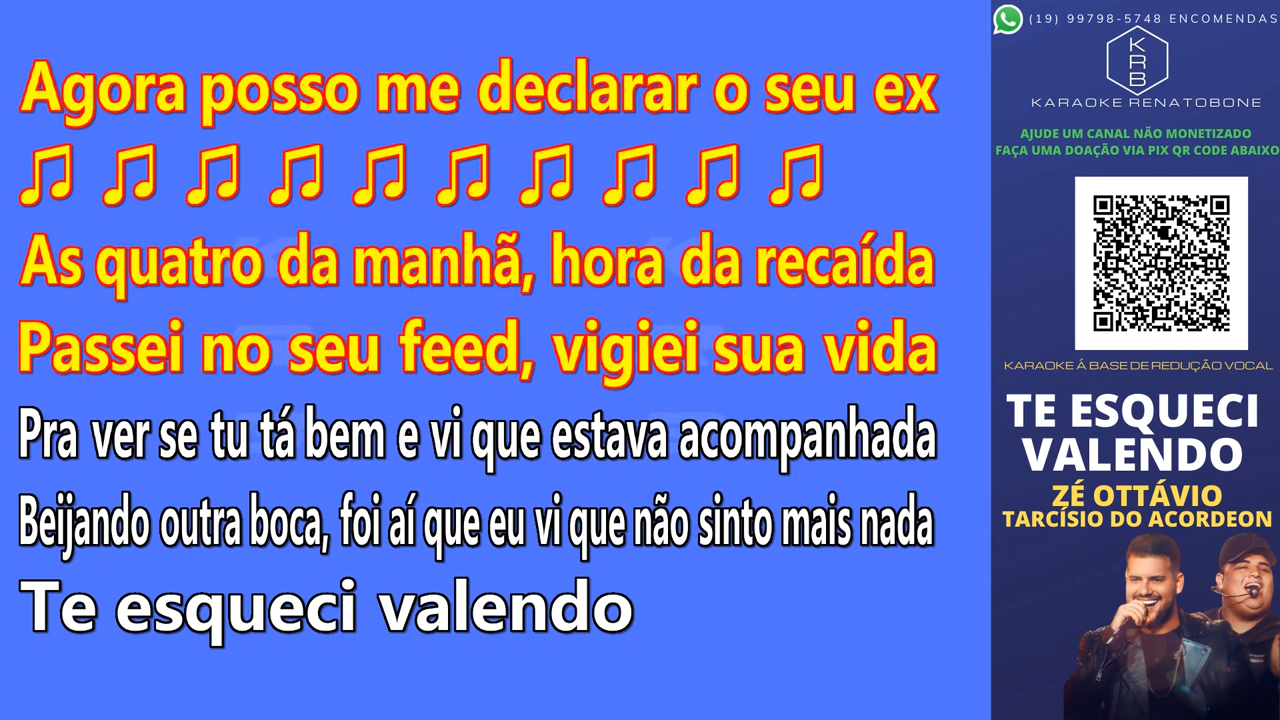 Agora posso me declarar o seu ex
As quatro da manhã, hora da recaída
Passei no seu feed, vigiei sua vida
Pra ver se tu tá bem e vi que estava acompanhada
Beijando outra boca, foi aí que eu vi que não sinto mais nada
Te esqueci valendo
(19) 99798-5748 ENCOMENDAS
K
R
B
KARAOKE RENATOBONE
AJUDE UM CANAL NÃO MONETIZADO
FAÇA UMA DOAÇÃO VIA PIX QR CODE ABAIXO
KARAOKE Á BASE DE REDUÇÃO VOCAL
TE ESQUECI
VALENDO
ZÉ OTTÁVIO
TARCÍSIO DO ACORDEON